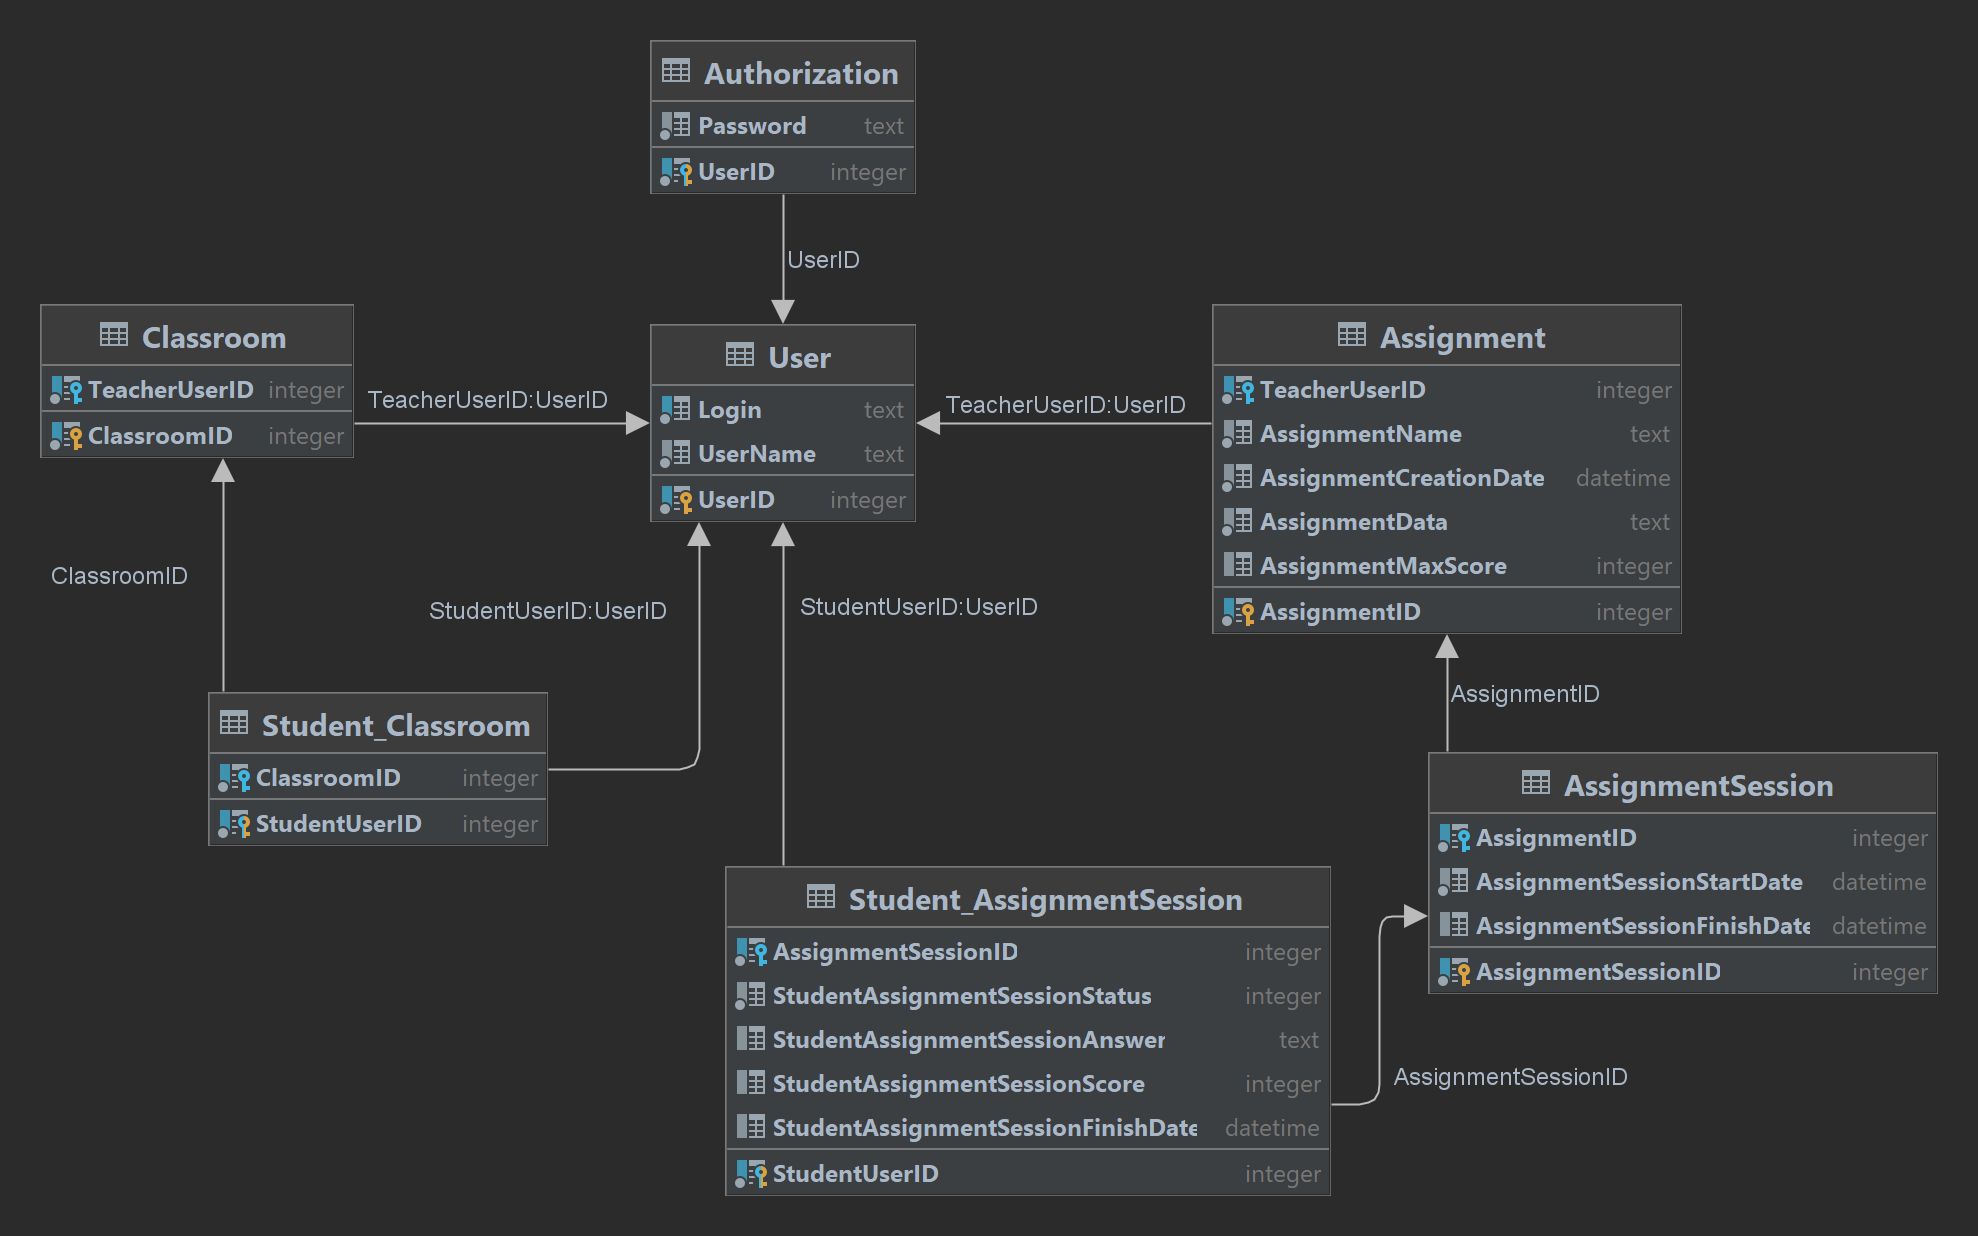 Authorization
Password text
UserID integer
UserID
Classroom
TeacherUserID integer
ClassroomID integer
TeacherUserID:UserID
User
Login text
UserName text
UserID integer
TeacherUserID:UserID
Assignment
TeacherUserID integer
AssignmentName text
AssignmentCreationDate datetime
AssignmentData text
AssignmentMaxScore integer
AssignmentID integer
ClassroomID
StudentUserID:UserID
StudentUserID:UserID
AssignmentID
Student_Classroom
ClassroomID integer
StudentUserID integer
AssignmentSession
AssignmentID integer
AssignmentSessionStartDate datetime
AssignmentSessionFinishDate datetime
AssignmentSessionID integer
Student_AssignmentSession
AssignmentSessionID integer
StudentAssignmentSessionStatus integer
StudentAssignmentSessionAnswer text
StudentAssignmentSessionScore integer
StudentAssignmentSessionFinishDate datetime
StudentUserID integer
AssignmentSessionID